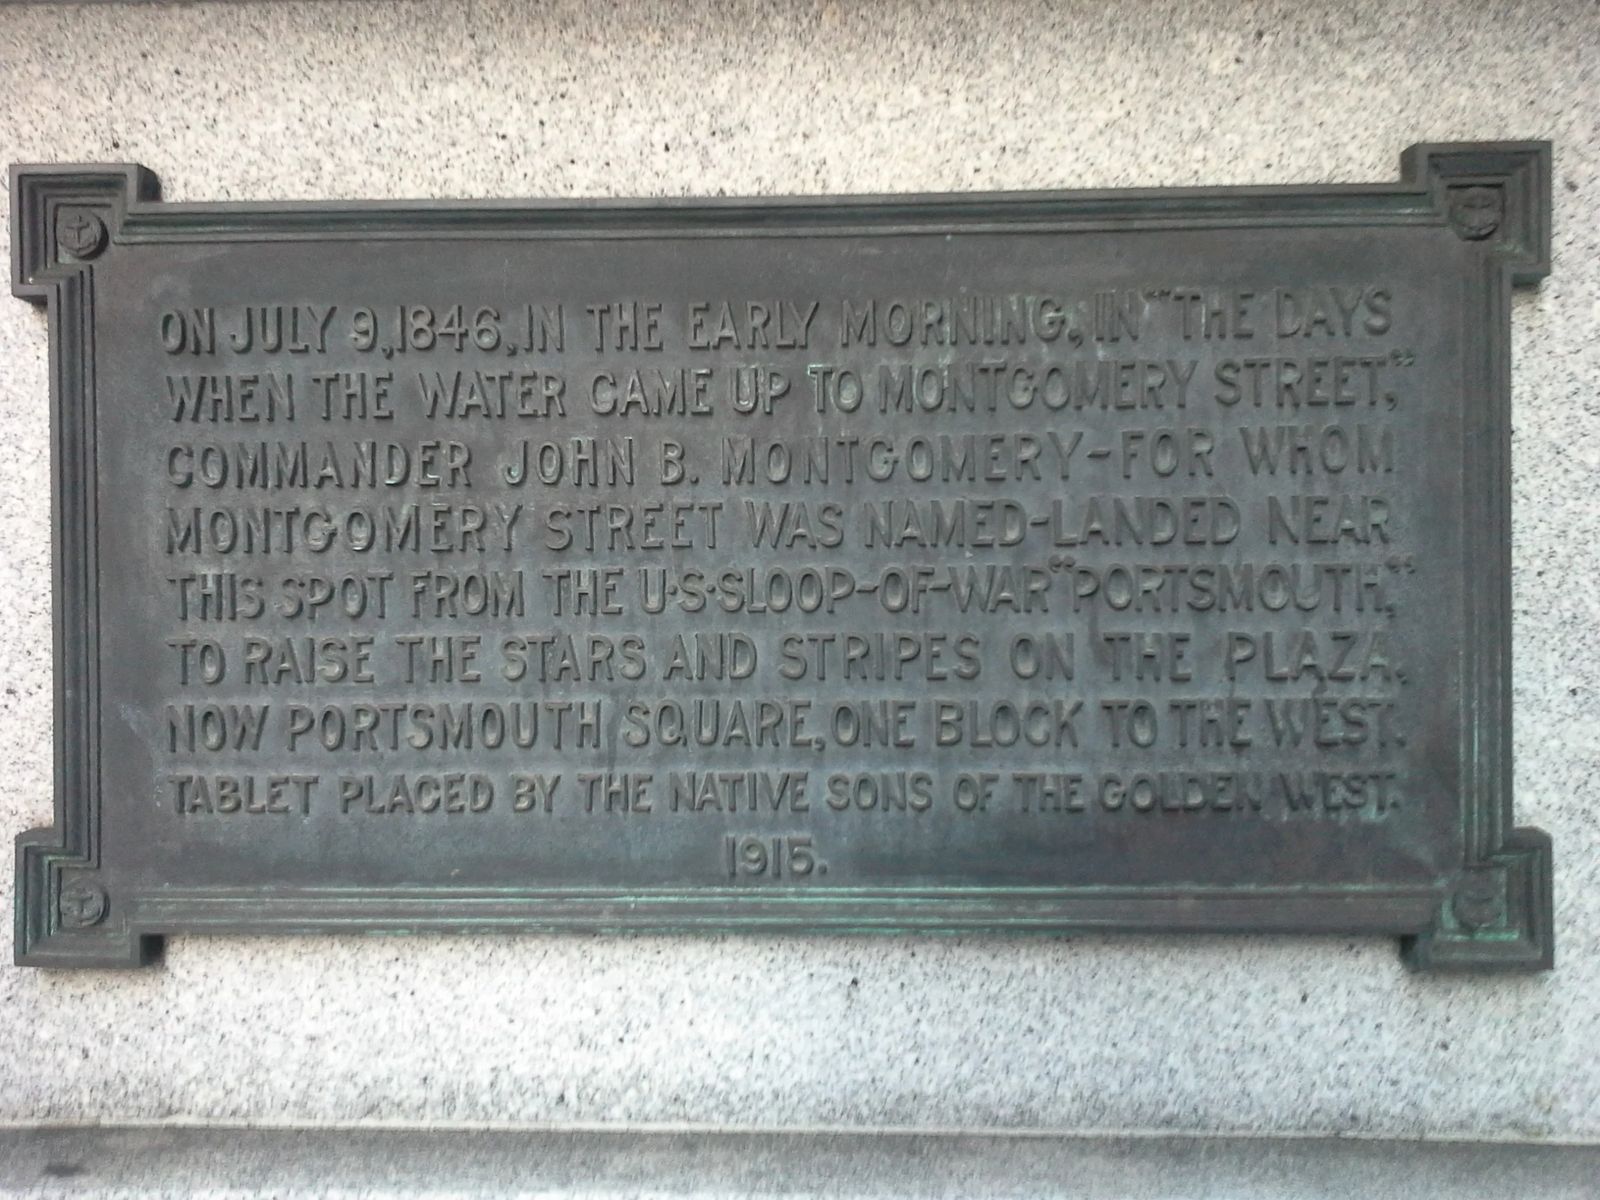 ON JULY 9, 1846, IN THE EARLY MORNING, IN "THE DAYS
WHEN THE WATER CAME UP TO MONTGOMERY STREET,"
COMMANDER JOHN B. MONTGOMERY-FOR WHOM
MONTGOMERY STREET WAS NAMED-LANDED NEAR
THIS SPOT FROM THE U·S·SLOOP-OF-WAR "PORTSMOUTH,"
TO RAISE THE STARS AND STRIPES ON THE PLAZA,
NOW PORTSMOUTH SQUARE, ONE BLOCK TO THE WEST.
TABLET PLACED BY THE NATIVE SONS OF THE GOLDEN WEST.
1915.